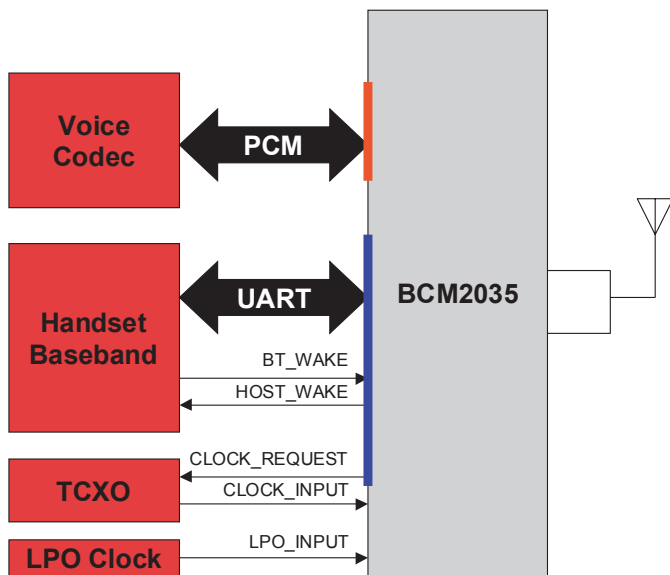 Voice
Codec
PCM
Handset
Baseband
UART
BCM2035
BT_WAKE
HOST_WAKE
CLOCK_REQUEST
TCXO
CLOCK_INPUT
LPO_INPUT
LPO Clock